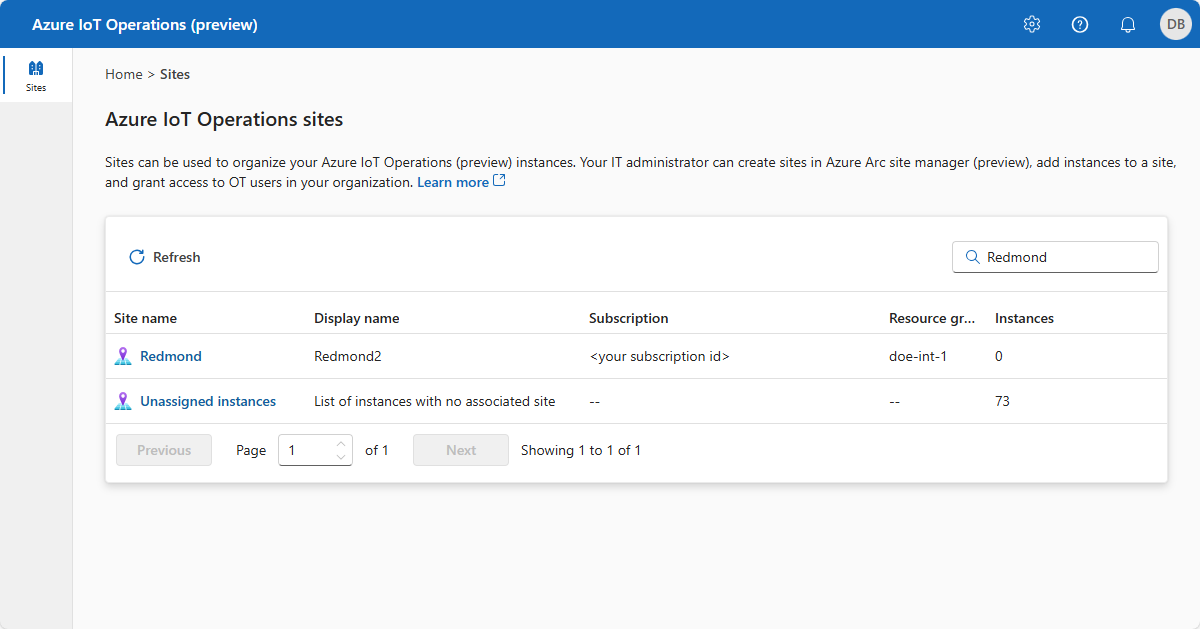 Azure IoT Operations (preview)
DB
Sites
Home > Sites
Azure IoT Operations sites
Sites can be used to organize your Azure IoT Operations (preview) instances. Your IT administrator can create sites in Azure Arc site manager (preview), add instances to a site,
and grant access to OT users in your organization. Learn more
Refresh
Redmond
Site name Display name Subscription Resource gr... Instances
Redmond Redmond2 <your subscription id> doe-int-1 0
Unassigned instances List of instances with no associated site -- -- 73
Previous Page 1 of 1 Next Showing 1 to 1 of 1